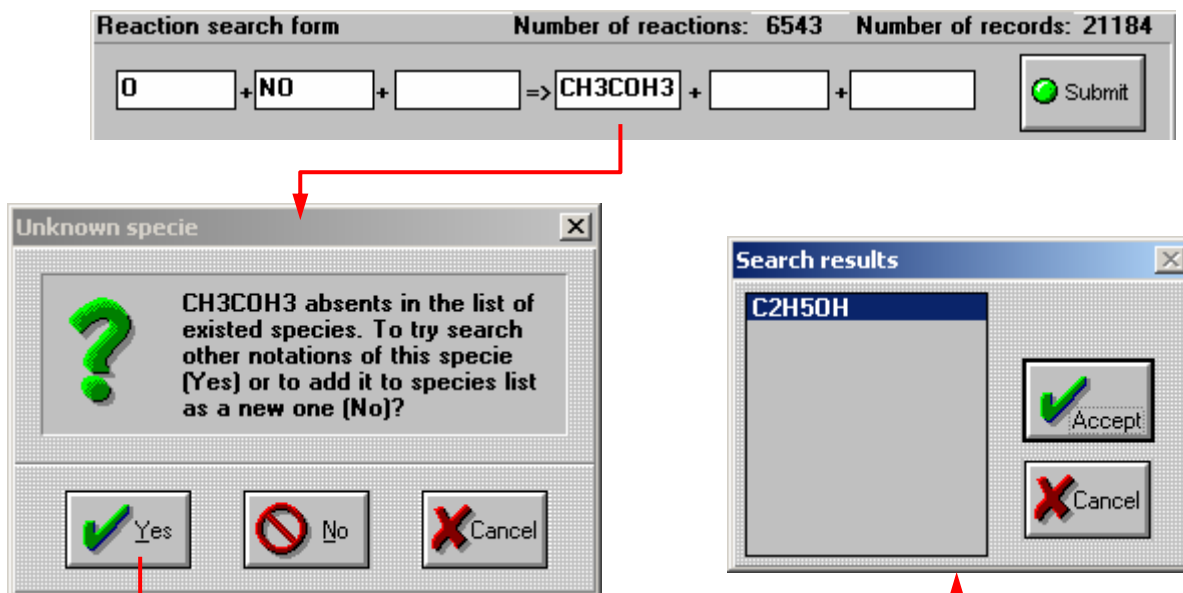 Reaction search form Number of reactions: 6543 Number of records: 21184
O + NO + => CH3COH3 + + Submit
Unknown specie
CH3COH3 absents in the list of
existed species. To try search
other notations of this specie
(Yes) or to add it to species list
as a new one (No)?
Yes No Cancel
Search results
C2H5OH
Accept
Cancel